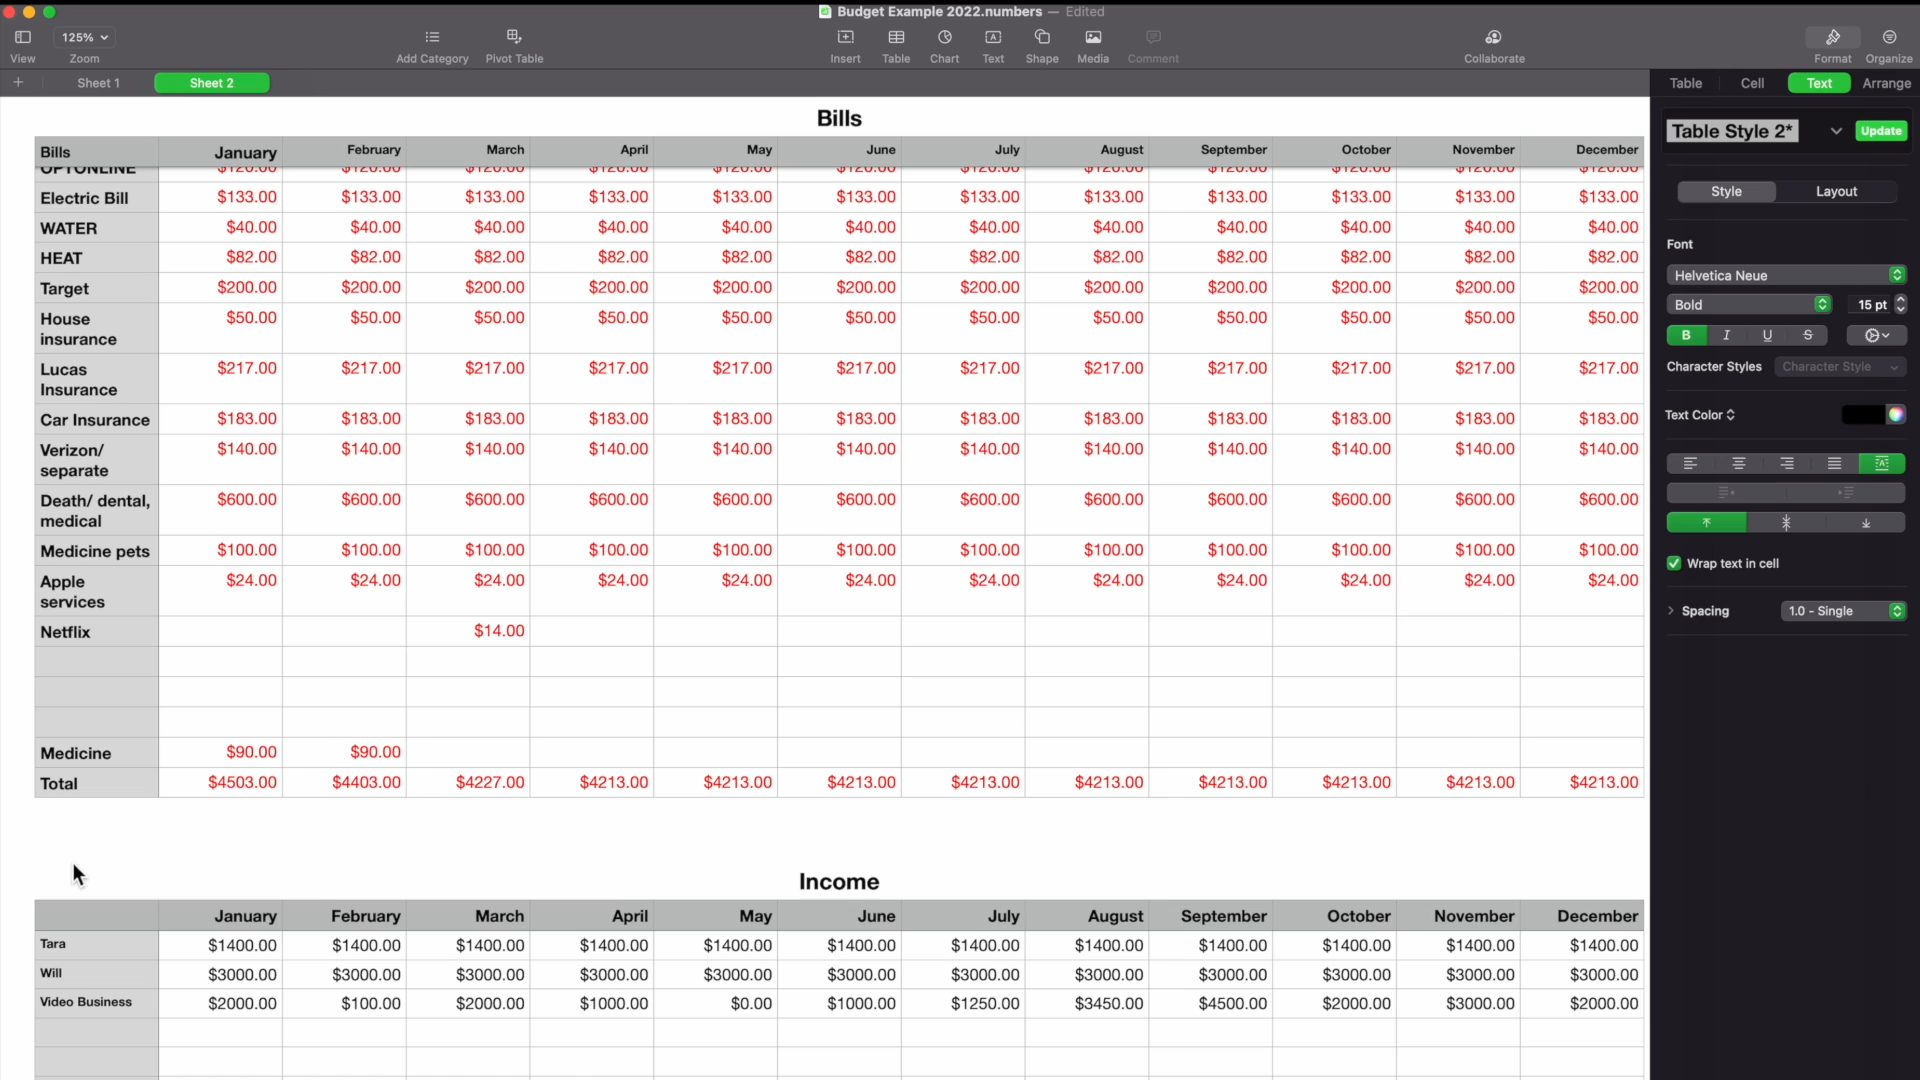 Budget Example 2022.numbers — Edited
125%
View Zoom Add Category Pivot Table Insert Table Chart Text Shape Media Comment Collaborate Format Organize
+ Sheet 1 Sheet 2
Table Cell Text Arrange
Bills
Bills January February March April May June July August September October November December
OPTONLINE $120.00 $120.00 $120.00 $120.00 $120.00 $120.00 $120.00 $120.00 $120.00 $120.00 $120.00 $120.00
Electric Bill $133.00 $133.00 $133.00 $133.00 $133.00 $133.00 $133.00 $133.00 $133.00 $133.00 $133.00 $133.00
WATER $40.00 $40.00 $40.00 $40.00 $40.00 $40.00 $40.00 $40.00 $40.00 $40.00 $40.00 $40.00
HEAT $82.00 $82.00 $82.00 $82.00 $82.00 $82.00 $82.00 $82.00 $82.00 $82.00 $82.00 $82.00
Target $200.00 $200.00 $200.00 $200.00 $200.00 $200.00 $200.00 $200.00 $200.00 $200.00 $200.00 $200.00
House $50.00 $50.00 $50.00 $50.00 $50.00 $50.00 $50.00 $50.00 $50.00 $50.00 $50.00 $50.00
insurance
Lucas $217.00 $217.00 $217.00 $217.00 $217.00 $217.00 $217.00 $217.00 $217.00 $217.00 $217.00 $217.00
Insurance
Car Insurance $183.00 $183.00 $183.00 $183.00 $183.00 $183.00 $183.00 $183.00 $183.00 $183.00 $183.00 $183.00
Verizon/ $140.00 $140.00 $140.00 $140.00 $140.00 $140.00 $140.00 $140.00 $140.00 $140.00 $140.00 $140.00
separate
Death/ dental, $600.00 $600.00 $600.00 $600.00 $600.00 $600.00 $600.00 $600.00 $600.00 $600.00 $600.00 $600.00
medical
Medicine pets $100.00 $100.00 $100.00 $100.00 $100.00 $100.00 $100.00 $100.00 $100.00 $100.00 $100.00 $100.00
Apple $24.00 $24.00 $24.00 $24.00 $24.00 $24.00 $24.00 $24.00 $24.00 $24.00 $24.00 $24.00
services
Netflix $14.00
Medicine $90.00 $90.00
Total $4503.00 $4403.00 $4227.00 $4213.00 $4213.00 $4213.00 $4213.00 $4213.00 $4213.00 $4213.00 $4213.00 $4213.00
Income
January February March April May June July August September October November December
Tara $1400.00 $1400.00 $1400.00 $1400.00 $1400.00 $1400.00 $1400.00 $1400.00 $1400.00 $1400.00 $1400.00 $1400.00
Will $3000.00 $3000.00 $3000.00 $3000.00 $3000.00 $3000.00 $3000.00 $3000.00 $3000.00 $3000.00 $3000.00 $3000.00
Video Business $2000.00 $100.00 $2000.00 $1000.00 $0.00 $1000.00 $1250.00 $3450.00 $4500.00 $2000.00 $3000.00 $2000.00
Table Style 2* Update
Style Layout
Font
Helvetica Neue
Bold 15 pt
B I U S
Character Styles Character Style
Text Color
Wrap text in cell
Spacing 1.0 - Single